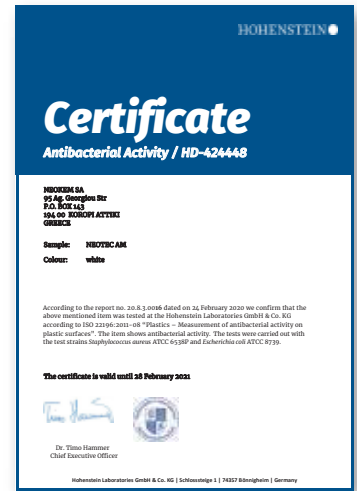 HOHENSTEIN
Certificate
Antibacterial Activity / HD-424448
NEOKEM SA
95 Ag. Georgiou Str
P.O. BOX 143
194 00 KOROPI ATTIKI
GREECE
Sample: NEOTEC AM
Colour: white
According to the report no. 20.8.3.0016 dated on 24 February 2020 we confirm that the
above mentioned item was tested at the Hohenstein Laboratories GmbH & Co. KG
according to ISO 22196:2011-08 "Plastics – Measurement of antibacterial activity on
plastic surfaces". The item shows antibacterial activity. The tests were carried out with
the test strains Staphylococcus aureus ATCC 6538P and Escherichia coli ATCC 8739.
The certificate is valid until 28 February 2021
Dr. Timo Hammer
Chief Executive Officer
Hohenstein Laboratories GmbH & Co. KG | Schlosssteige 1 | 74357 Bönnigheim | Germany